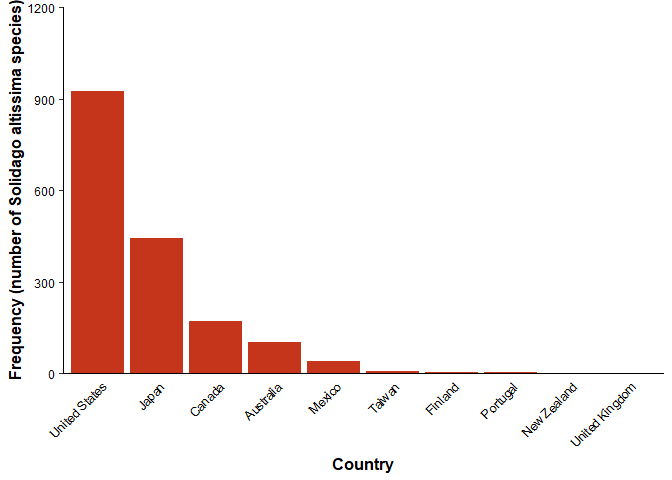 Frequency (number of Solidago altissima species)
1200
900
600
300
0
United States
Japan
Canada
Australia
Mexico
Taiwan
Finland
Portugal
New Zealand
United Kingdom
Country